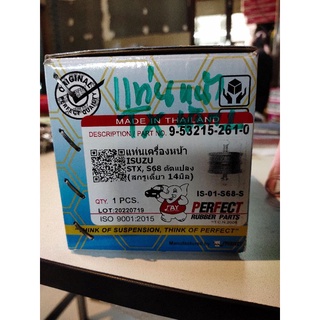 แท่นหน้า
ORIGINAL
PERFECT QUALITY
MADE IN THAILAND
DESCRIPTION / PART NO. 9-53215-261-0
แท่นเครื่องหน้า
ISUZU
STX, S68 ดัดแปลง
(สกรูเดี่ยว 14มิล)
IS-01-S68-S
QTY. 1 PCS.
LOT:20220719
ISO 9001:2015
JAY
PERFECT
RUBBER PARTS
"THINK OF SUSPENSION, THINK OF PERFECT"